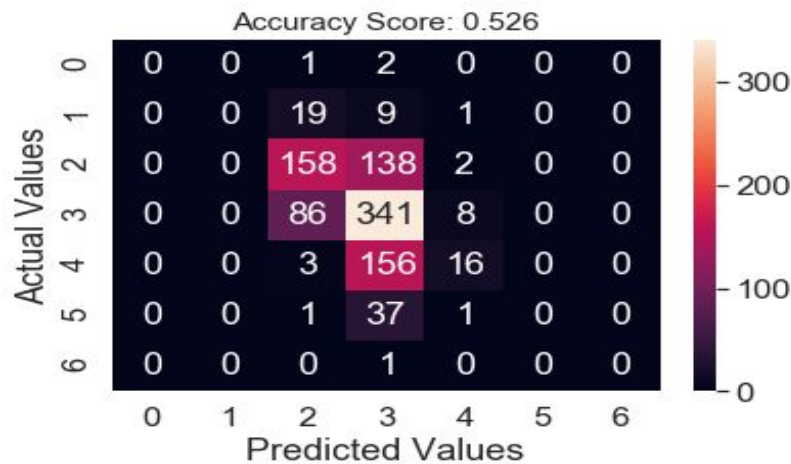 Accuracy Score: 0.526
Actual Values
0 0 0 1 2 0 0 0
1 0 0 19 9 1 0 0
2 0 0 158 138 2 0 0
3 0 0 86 341 8 0 0
4 0 0 3 156 16 0 0
5 0 0 1 37 1 0 0
6 0 0 0 1 0 0 0
0 1 2 3 4 5 6
Predicted Values
300
200
100
0